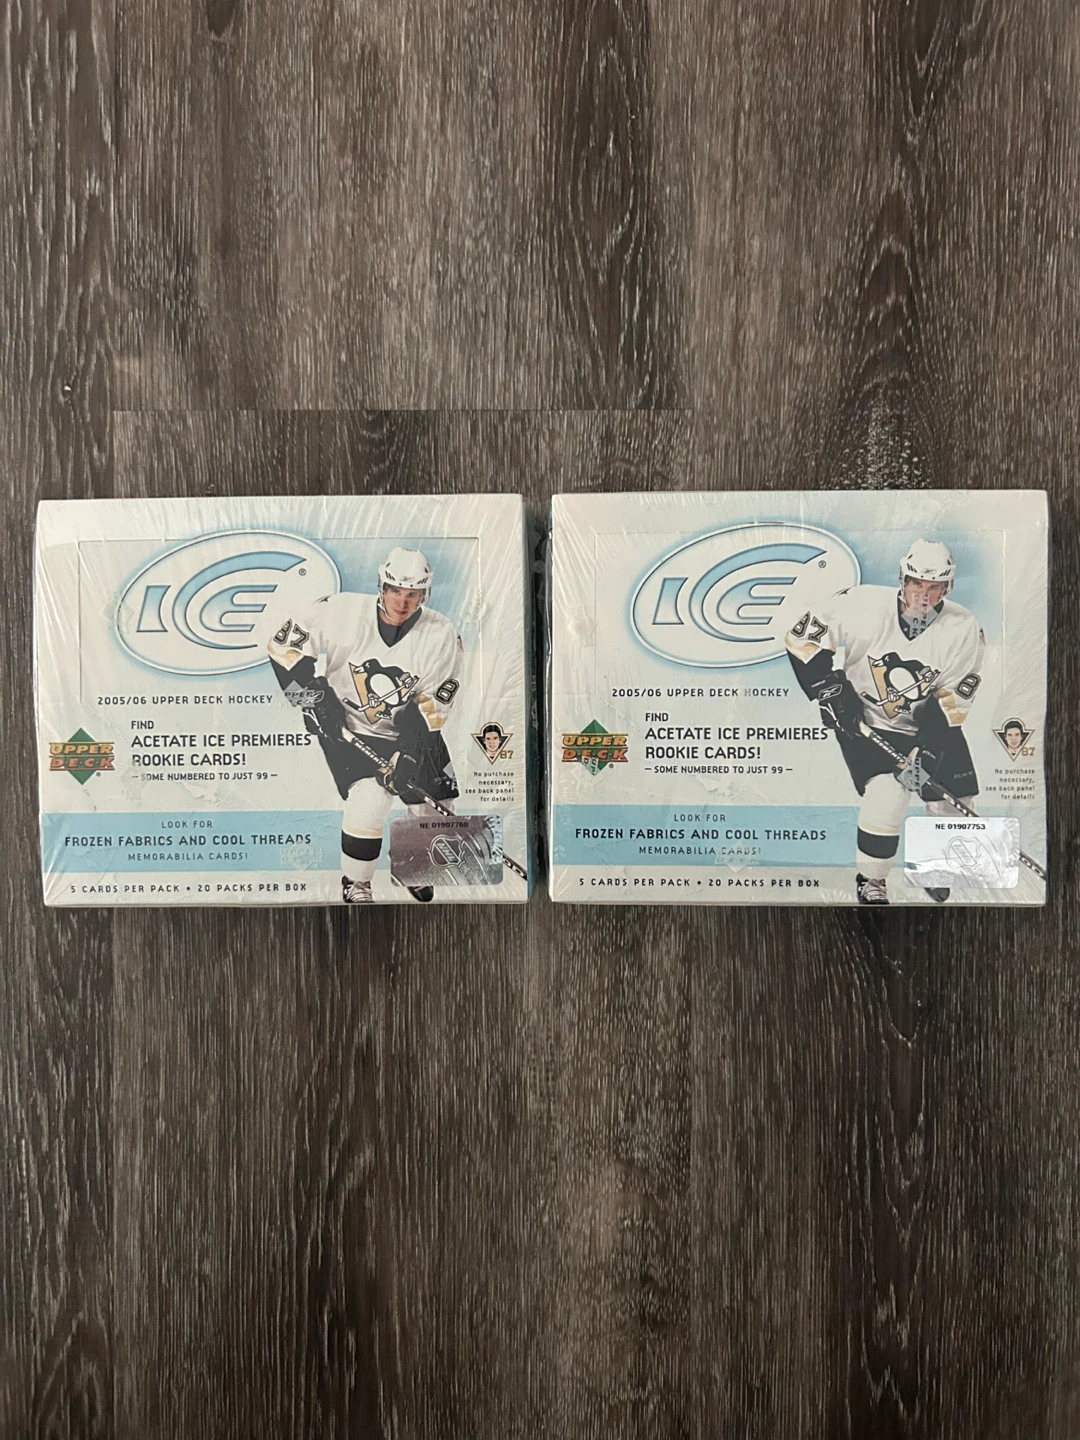 ICE
®
87
8
2005/06 UPPER DECK HOCKEY
FIND
ACETATE ICE PREMIERES
ROOKIE CARDS!
— SOME NUMBERED TO JUST 99 —
UPPER
DECK
87
No purchase
necessary,
see back panel
for details
LOOK FOR
FROZEN FABRICS AND COOL THREADS
MEMORABILIA CARDS!
NE 01907760
5 CARDS PER PACK • 20 PACKS PER BOX
ICE
®
87
8
2005/06 UPPER DECK HOCKEY
FIND
ACETATE ICE PREMIERES
ROOKIE CARDS!
— SOME NUMBERED TO JUST 99 —
UPPER
DECK
87
No purchase
necessary,
see back panel
for details
LOOK FOR
FROZEN FABRICS AND COOL THREADS
MEMORABILIA CARDS!
NE 01907753
5 CARDS PER PACK • 20 PACKS PER BOX